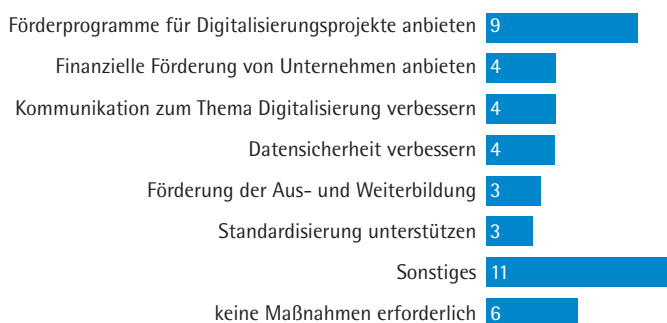 Förderprogramme für Digitalisierungsprojekte anbieten 9
Finanzielle Förderung von Unternehmen anbieten 4
Kommunikation zum Thema Digitalisierung verbessern 4
Datensicherheit verbessern 4
Förderung der Aus- und Weiterbildung 3
Standardisierung unterstützen 3
Sonstiges 11
keine Maßnahmen erforderlich 6